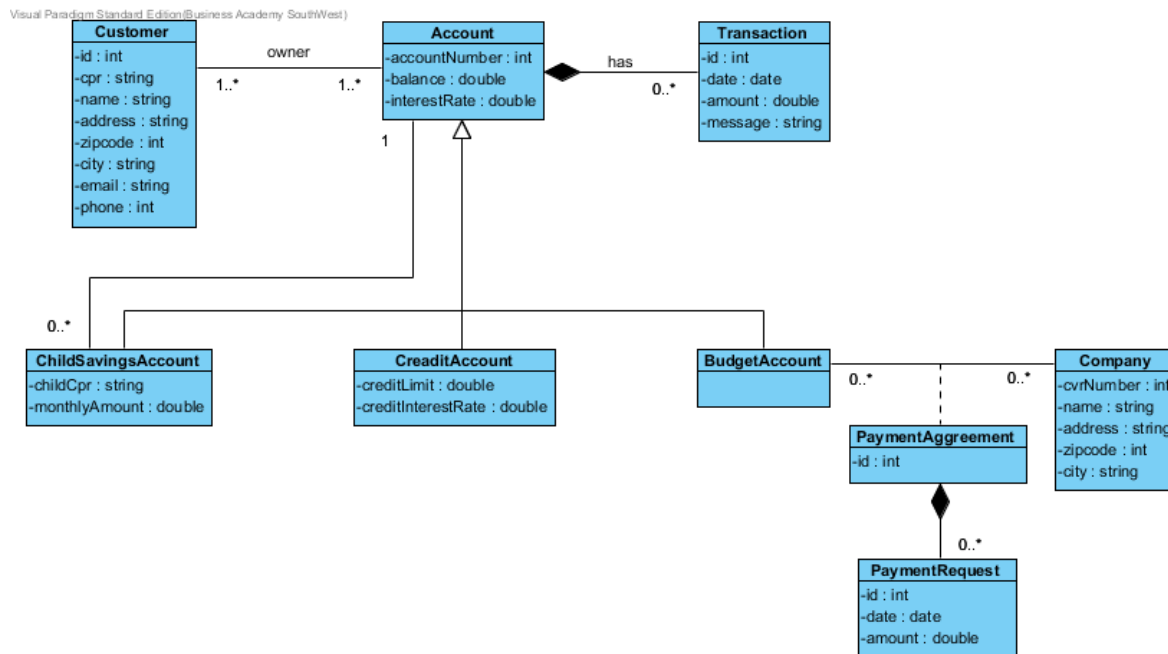 Visual Paradigm Standard Edition(Business Academy SouthWest)
Customer
-id : int
-cpr : string
-name : string
-address : string
-zipcode : int
-city : string
-email : string
-phone : int
owner
1..*
1..*
Account
-accountNumber : int
-balance : double
-interestRate : double
1
has
0..*
Transaction
-id : int
-date : date
-amount : double
-message : string
0..*
ChildSavingsAccount
-childCpr : string
-monthlyAmount : double
CreaditAccount
-creditLimit : double
-creditInterestRate : double
BudgetAccount
0..*
0..*
Company
-cvrNumber : int
-name : string
-address : string
-zipcode : int
-city : string
PaymentAggreement
-id : int
0..*
PaymentRequest
-id : int
-date : date
-amount : double